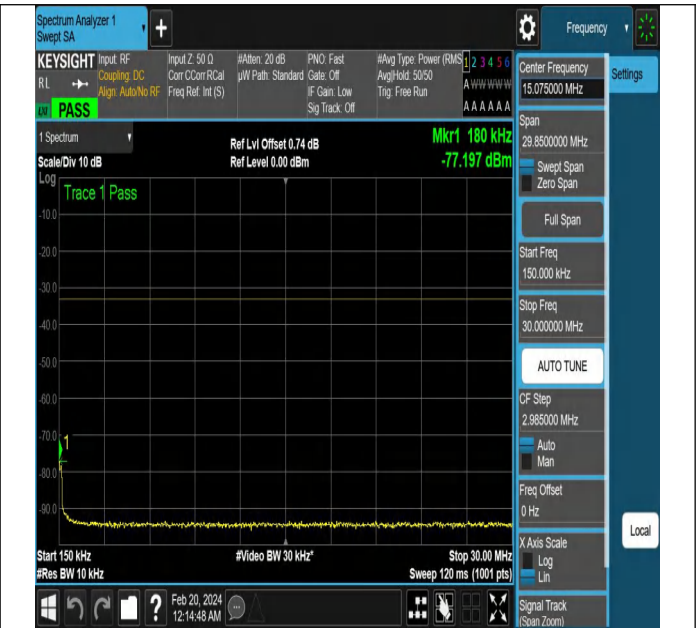 Spectrum Analyzer 1
Swept SA
+
Frequency
KEYSIGHT
RL
PASS
Input: RF
Coupling: DC
Align: Auto/No RF
Input Z: 50 Ω
Corr CCorr RCal
Freq Ref: Int (S)
#Atten: 20 dB
µW Path: Standard
PNO: Fast
Gate: Off
IF Gain: Low
Sig Track: Off
#Avg Type: Power (RMS
Avg|Hold: 50/50
Trig: Free Run
1 2 3 4 5 6
A W W W W W
A A A A A A
1 Spectrum
Scale/Div 10 dB
Ref Lvl Offset 0.74 dB
Ref Level 0.00 dBm
Mkr1 180 kHz
-77.197 dBm
Log
Trace 1 Pass
-10.0
-20.0
-30.0
-40.0
-50.0
-60.0
-70.0
1
-80.0
-90.0
Start 150 kHz
#Video BW 30 kHz*
Stop 30.00 MHz
#Res BW 10 kHz
Sweep 120 ms (1001 pts)
Feb 20, 2024
12:14:48 AM
?
Center Frequency
15.075000 MHz
Settings
Span
29.8500000 MHz
Swept Span
Zero Span
Full Span
Start Freq
150.000 kHz
Stop Freq
30.000000 MHz
AUTO TUNE
CF Step
2.985000 MHz
Auto
Man
Freq Offset
0 Hz
X Axis Scale
Log
Lin
Local
Signal Track
(Span Zoom)